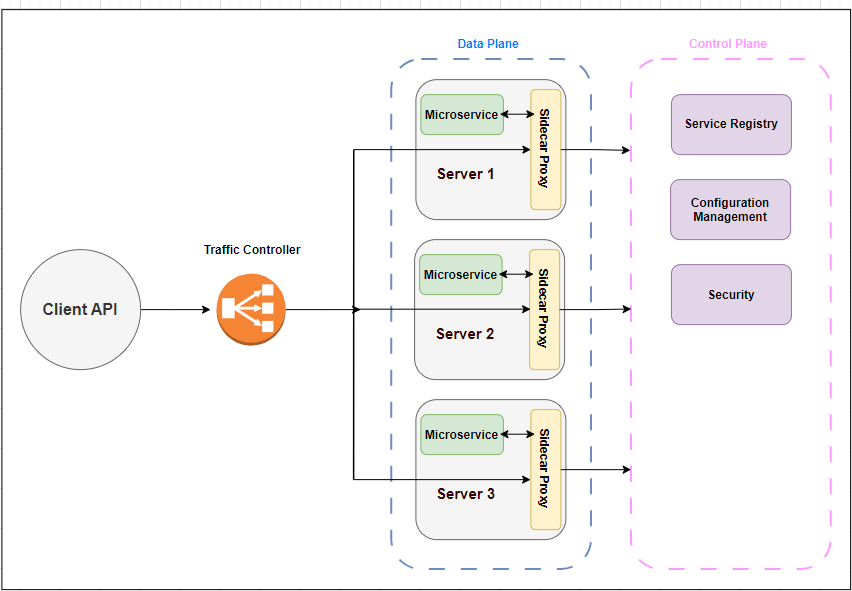 Data Plane
Control Plane
Microservice
Sidecar Proxy
Server 1
Service Registry
Configuration
Management
Traffic Controller
Client API
Microservice
Sidecar Proxy
Server 2
Security
Microservice
Sidecar Proxy
Server 3